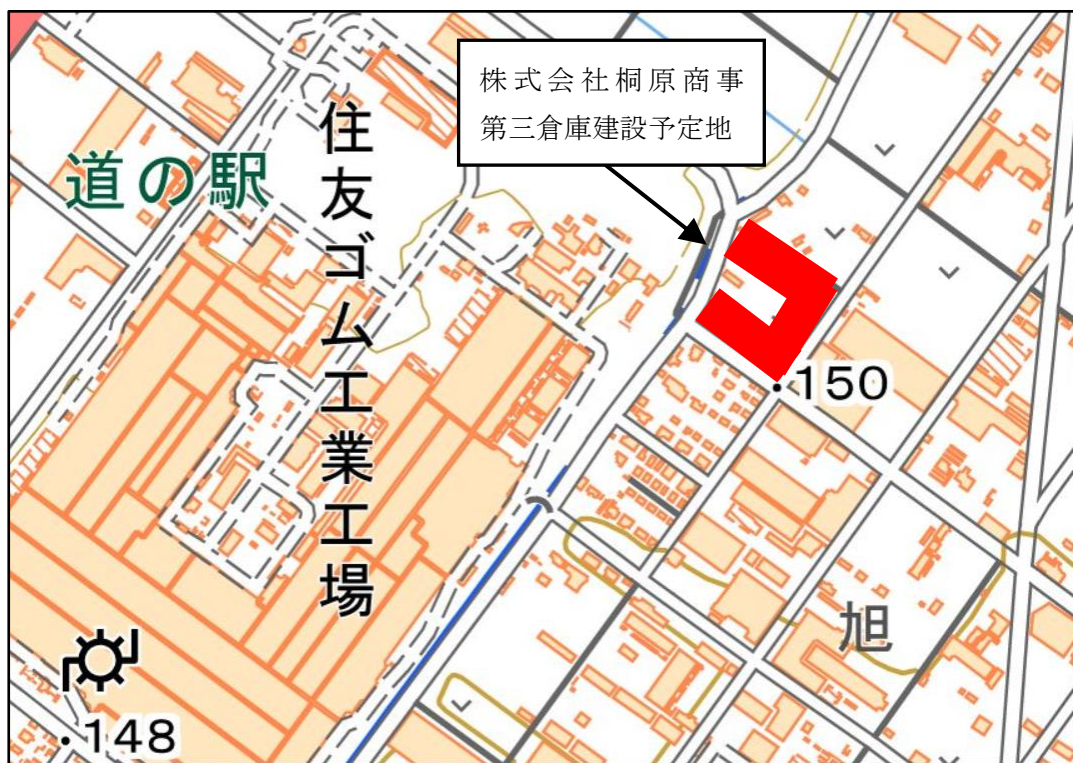 株式会社桐原商事
第三倉庫建設予定地
道の駅
住友ゴム工業工場
・150
旭
・148